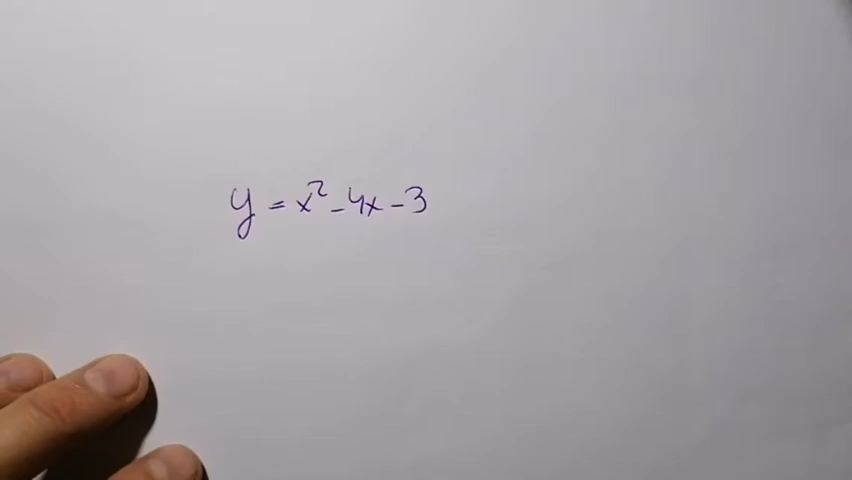 y = x² - 4x - 3